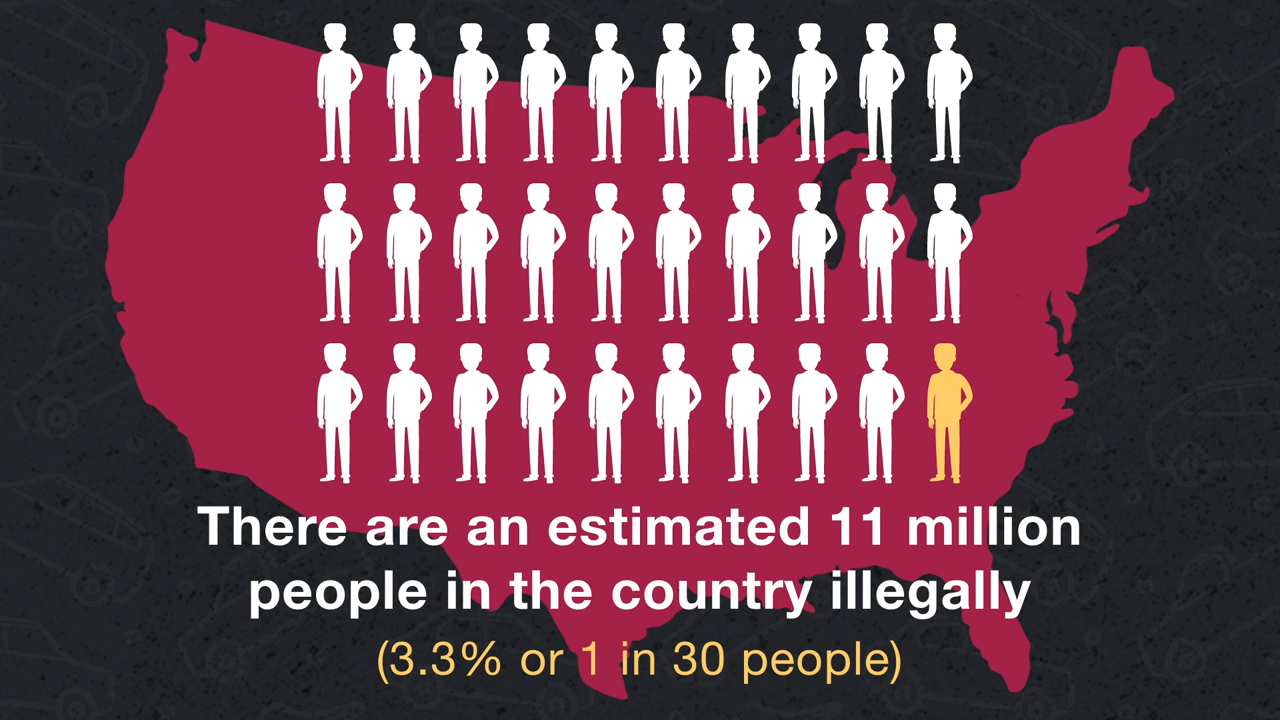 There are an estimated 11 million
people in the country illegally
(3.3% or 1 in 30 people)